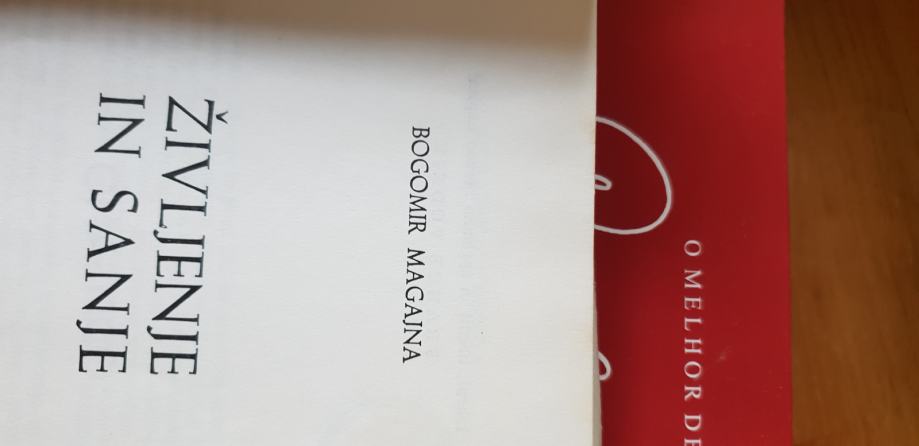 BOGOMIR MAGAJNA
ŽIVLJENJE
IN SANJE
O MELHOR DE